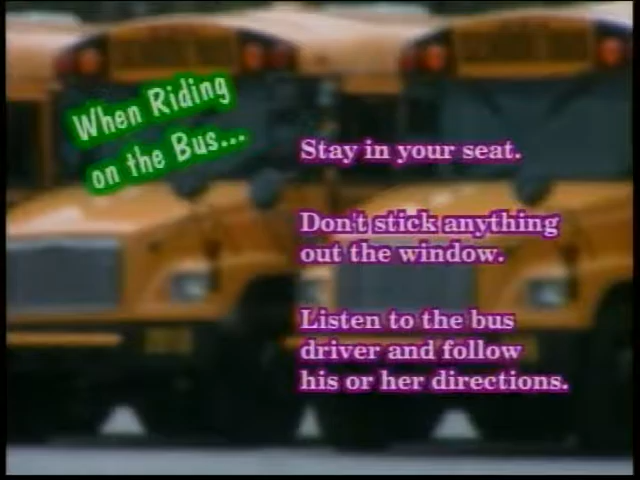 When Riding
on the Bus...
Stay in your seat.
Don't stick anything
out the window.
Listen to the bus
driver and follow
his or her directions.